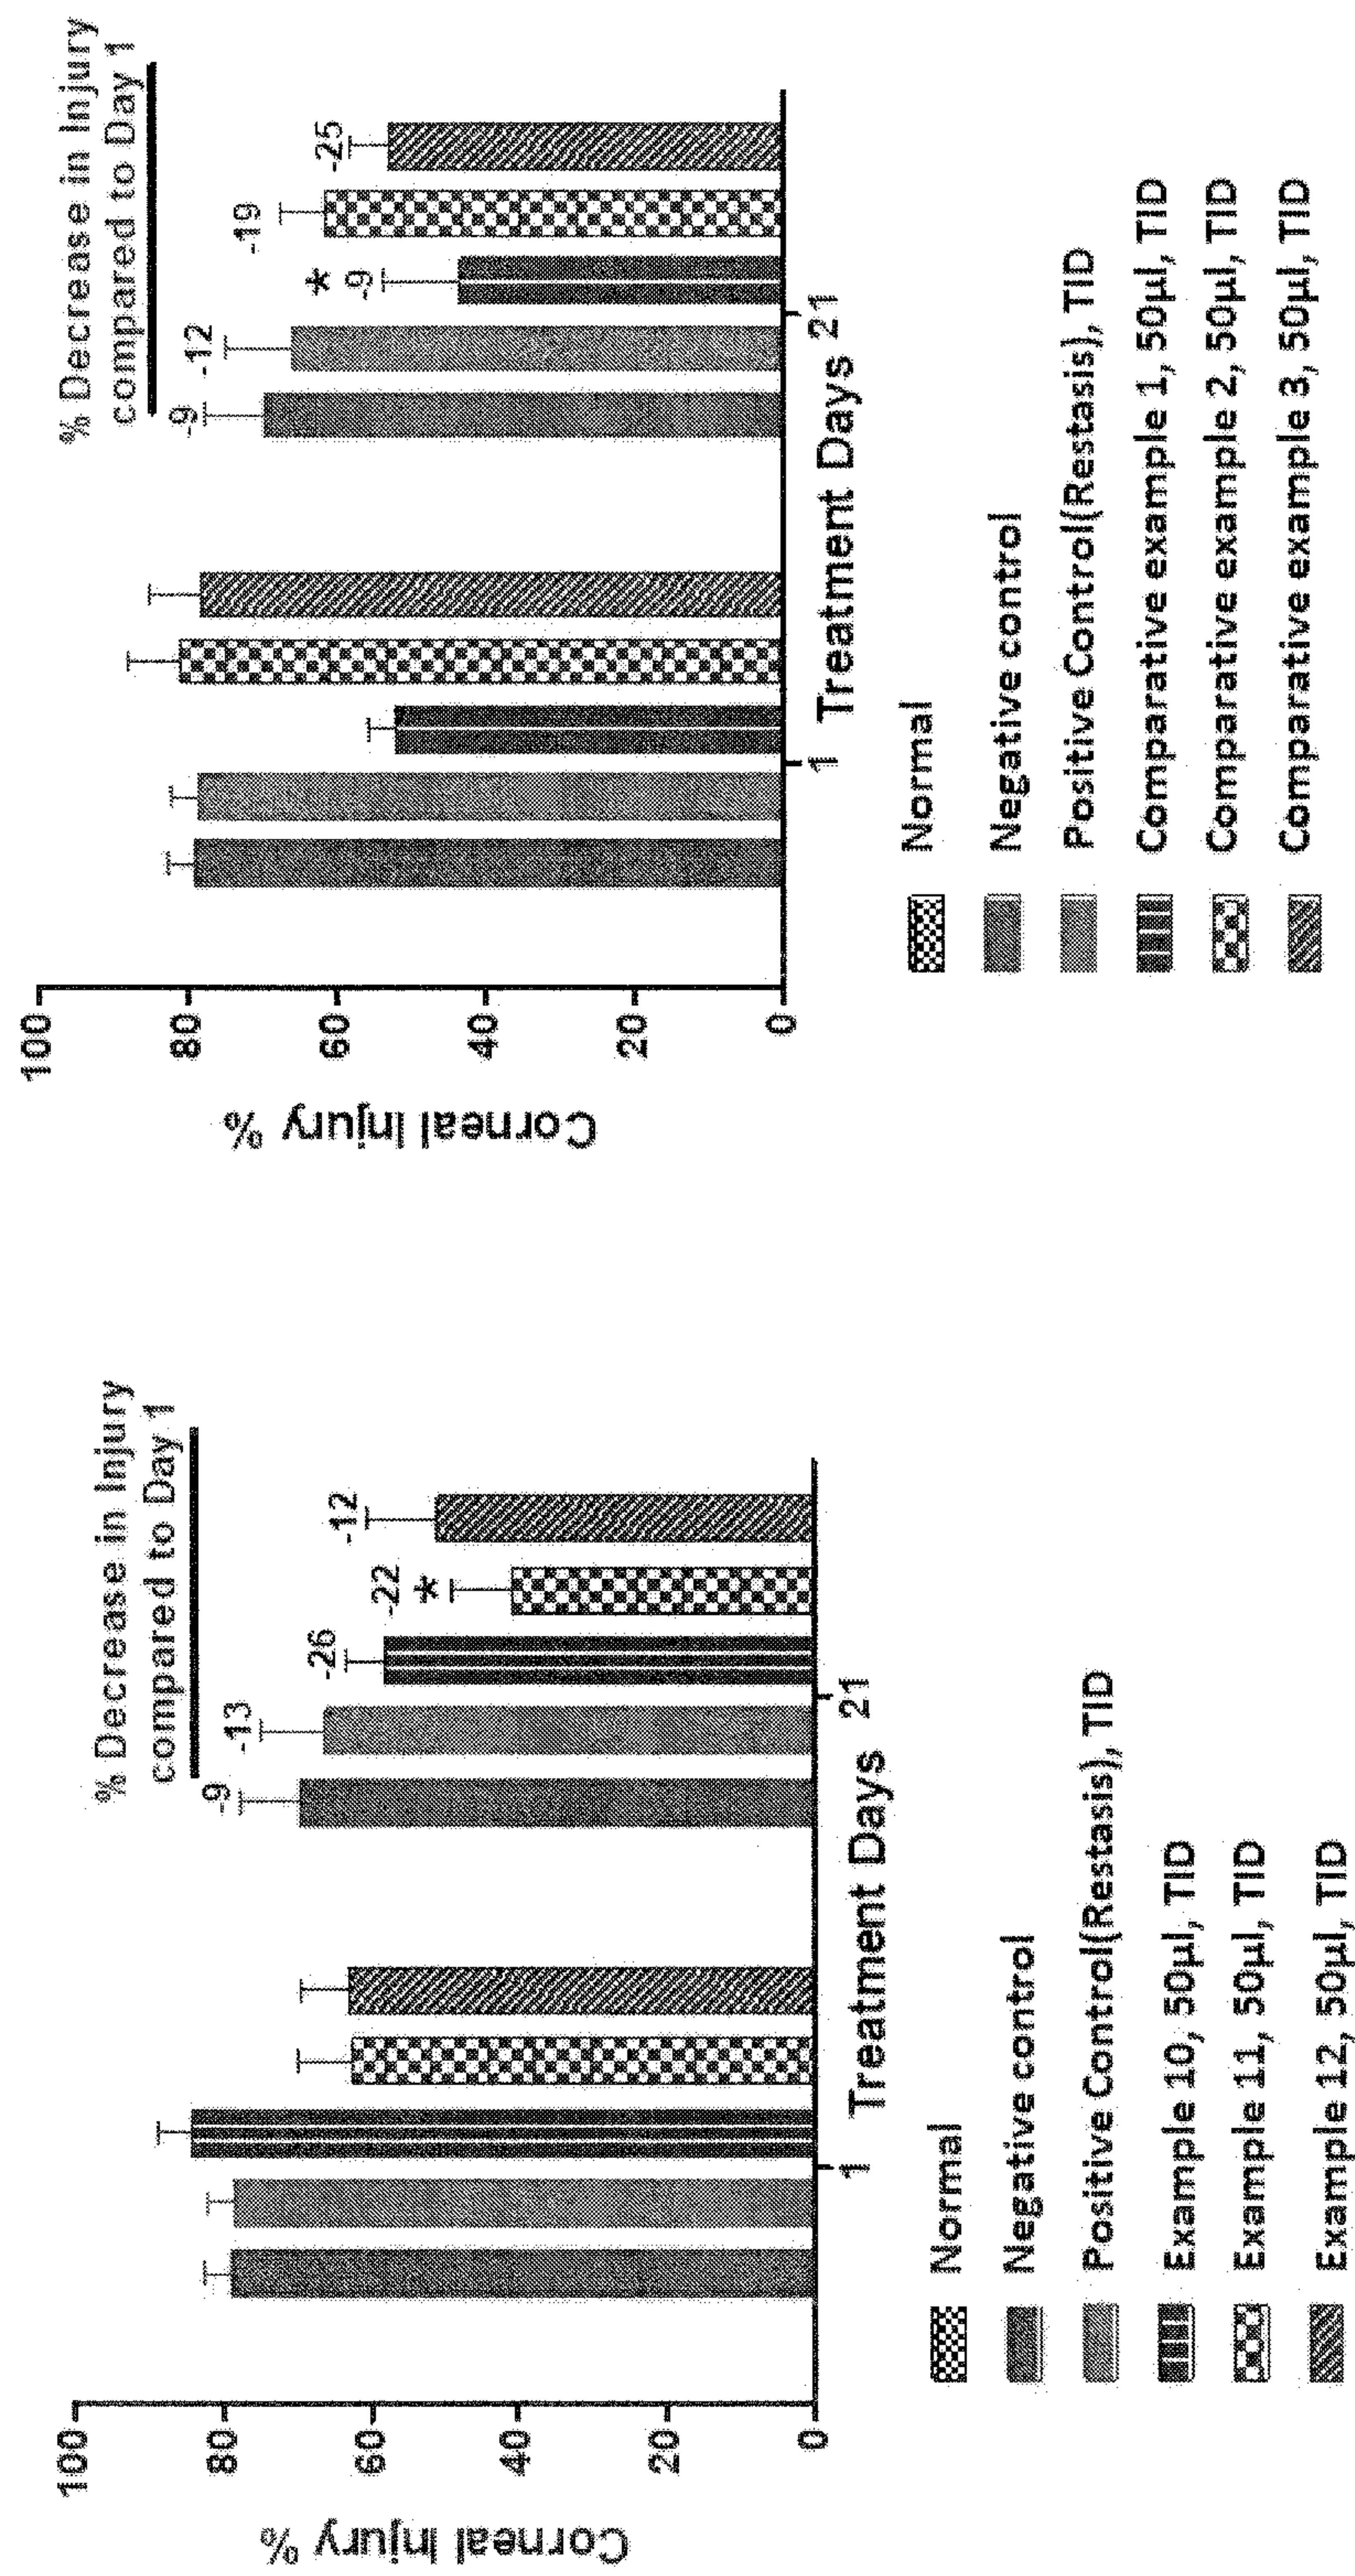 % Decrease in Injury
compared to Day 1
Corneal Injury %
100
80
60
40
20
0
-9
-13
-26
-22
*
-12
1
21
Treatment Days
Normal
Negative control
Positive Control(Restasis), TID
Example 10, 50µl, TID
Example 11, 50µl, TID
Example 12, 50µl, TID
% Decrease in Injury
compared to Day 1
Corneal Injury %
100
80
60
40
20
0
-9
-12
*
-9
-19
-25
1
21
Treatment Days
Normal
Negative control
Positive Control(Restasis), TID
Comparative example 1, 50µl, TID
Comparative example 2, 50µl, TID
Comparative example 3, 50µl, TID